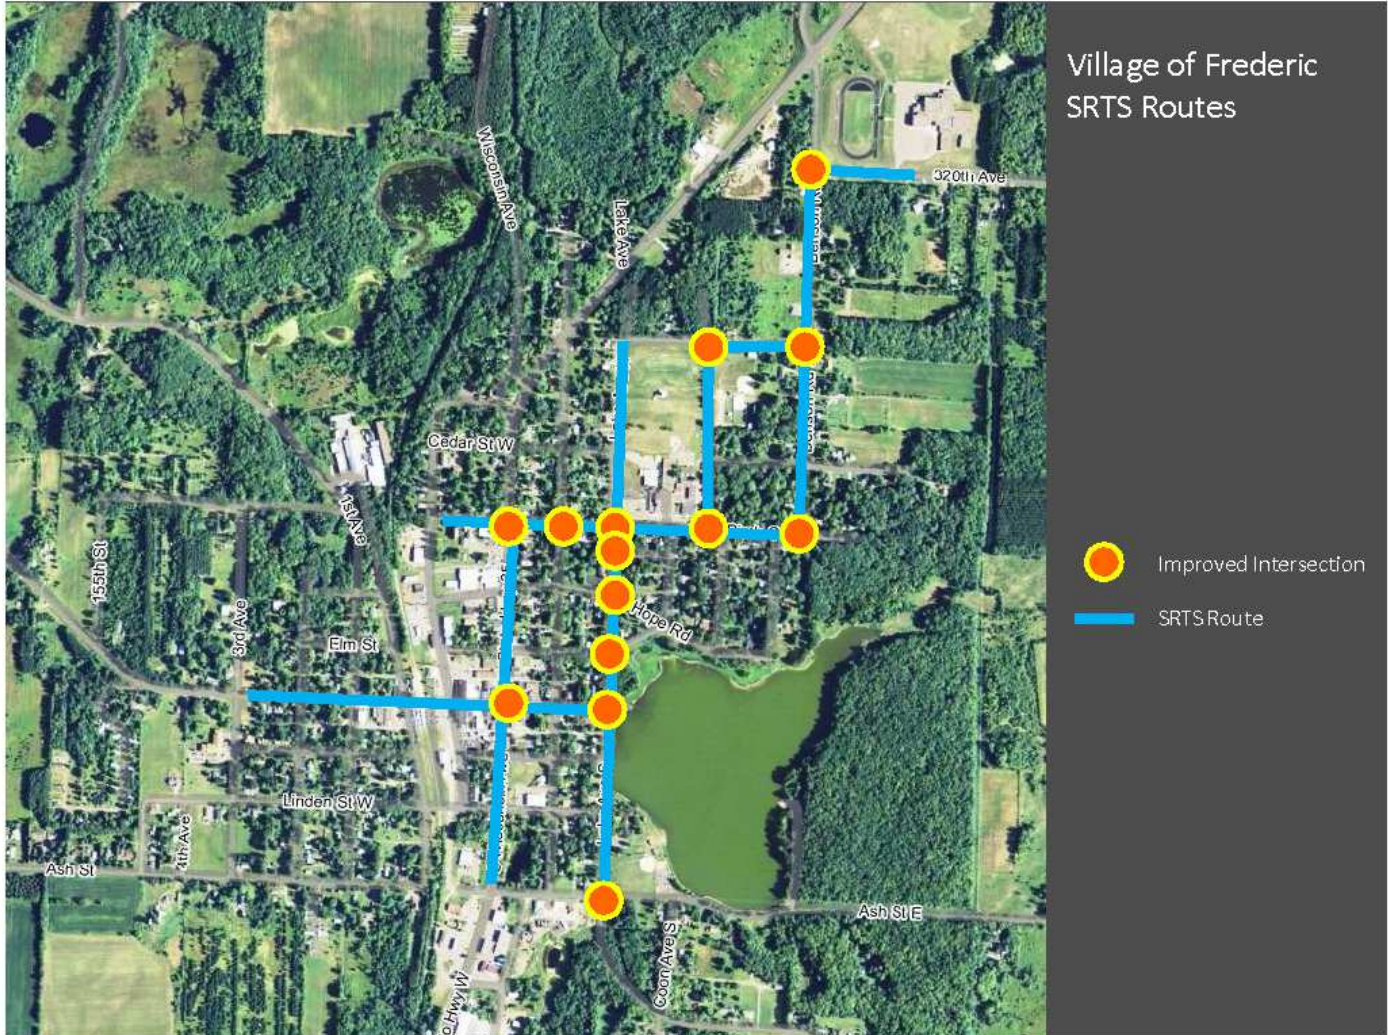 Village of Frederic
SRTS Routes
Wisconsin Ave
Lake Ave
320th Ave
Cedar St W
1st Ave
155th St
3rd Ave
Elm St
Hope Rd
Improved Intersection
SRTS Route
Linden St W
4th Ave
Ash St
Ash St E
Coon Ave S
Hwy W